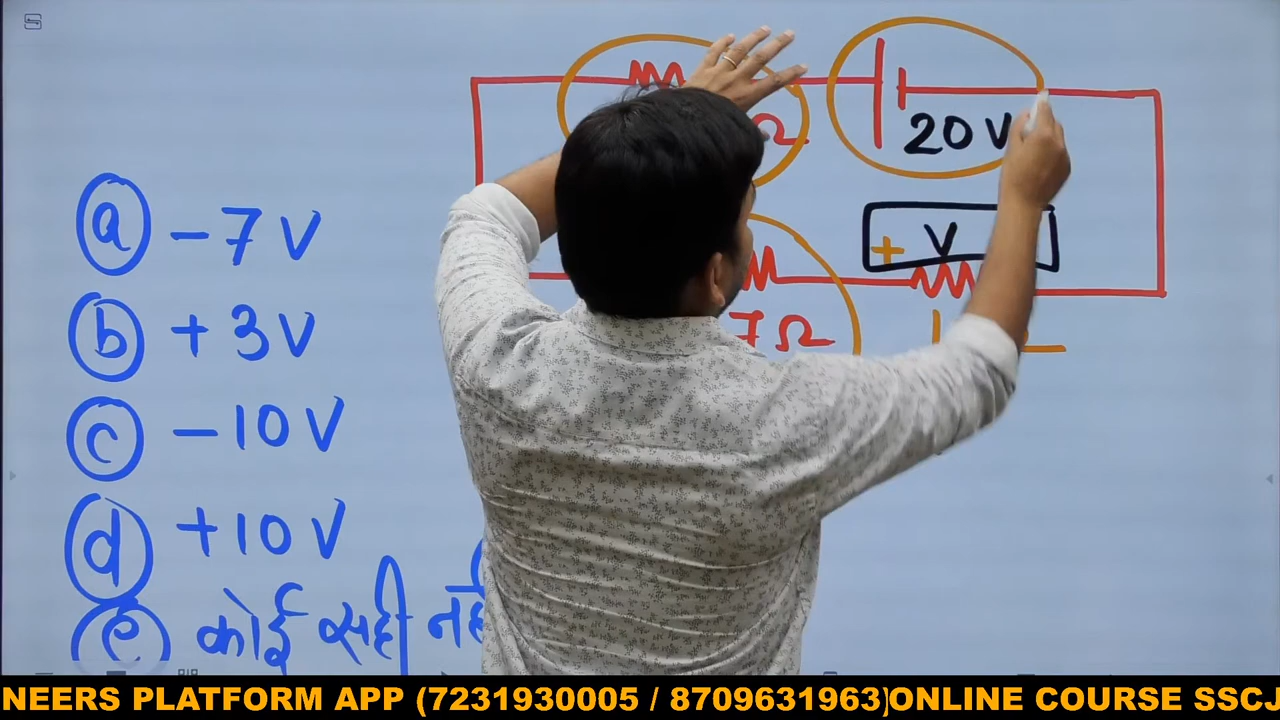 Ω
20 V
+ V
7 Ω
a - 7 V
b + 3 V
c - 10 V
d + 10 V
e कोई सही
NEERS PLATFORM APP (7231930005 / 8709631963) ONLINE COURSE SSCJ